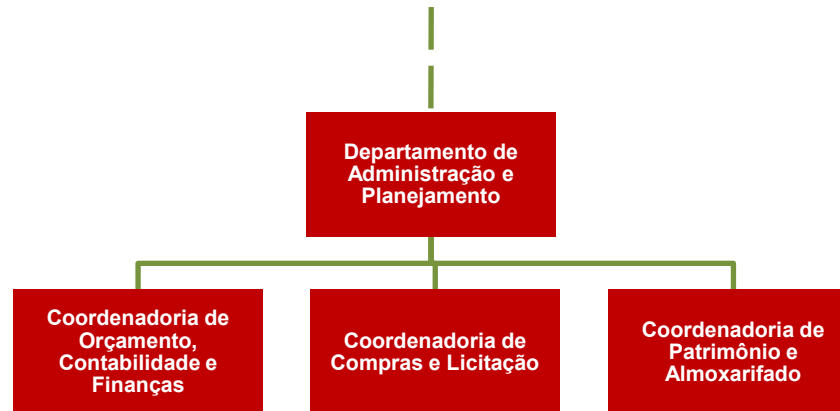 Departamento de
Administração e
Planejamento
Coordenadoria de
Orçamento,
Contabilidade e
Finanças
Coordenadoria de
Compras e Licitação
Coordenadoria de
Patrimônio e
Almoxarifado